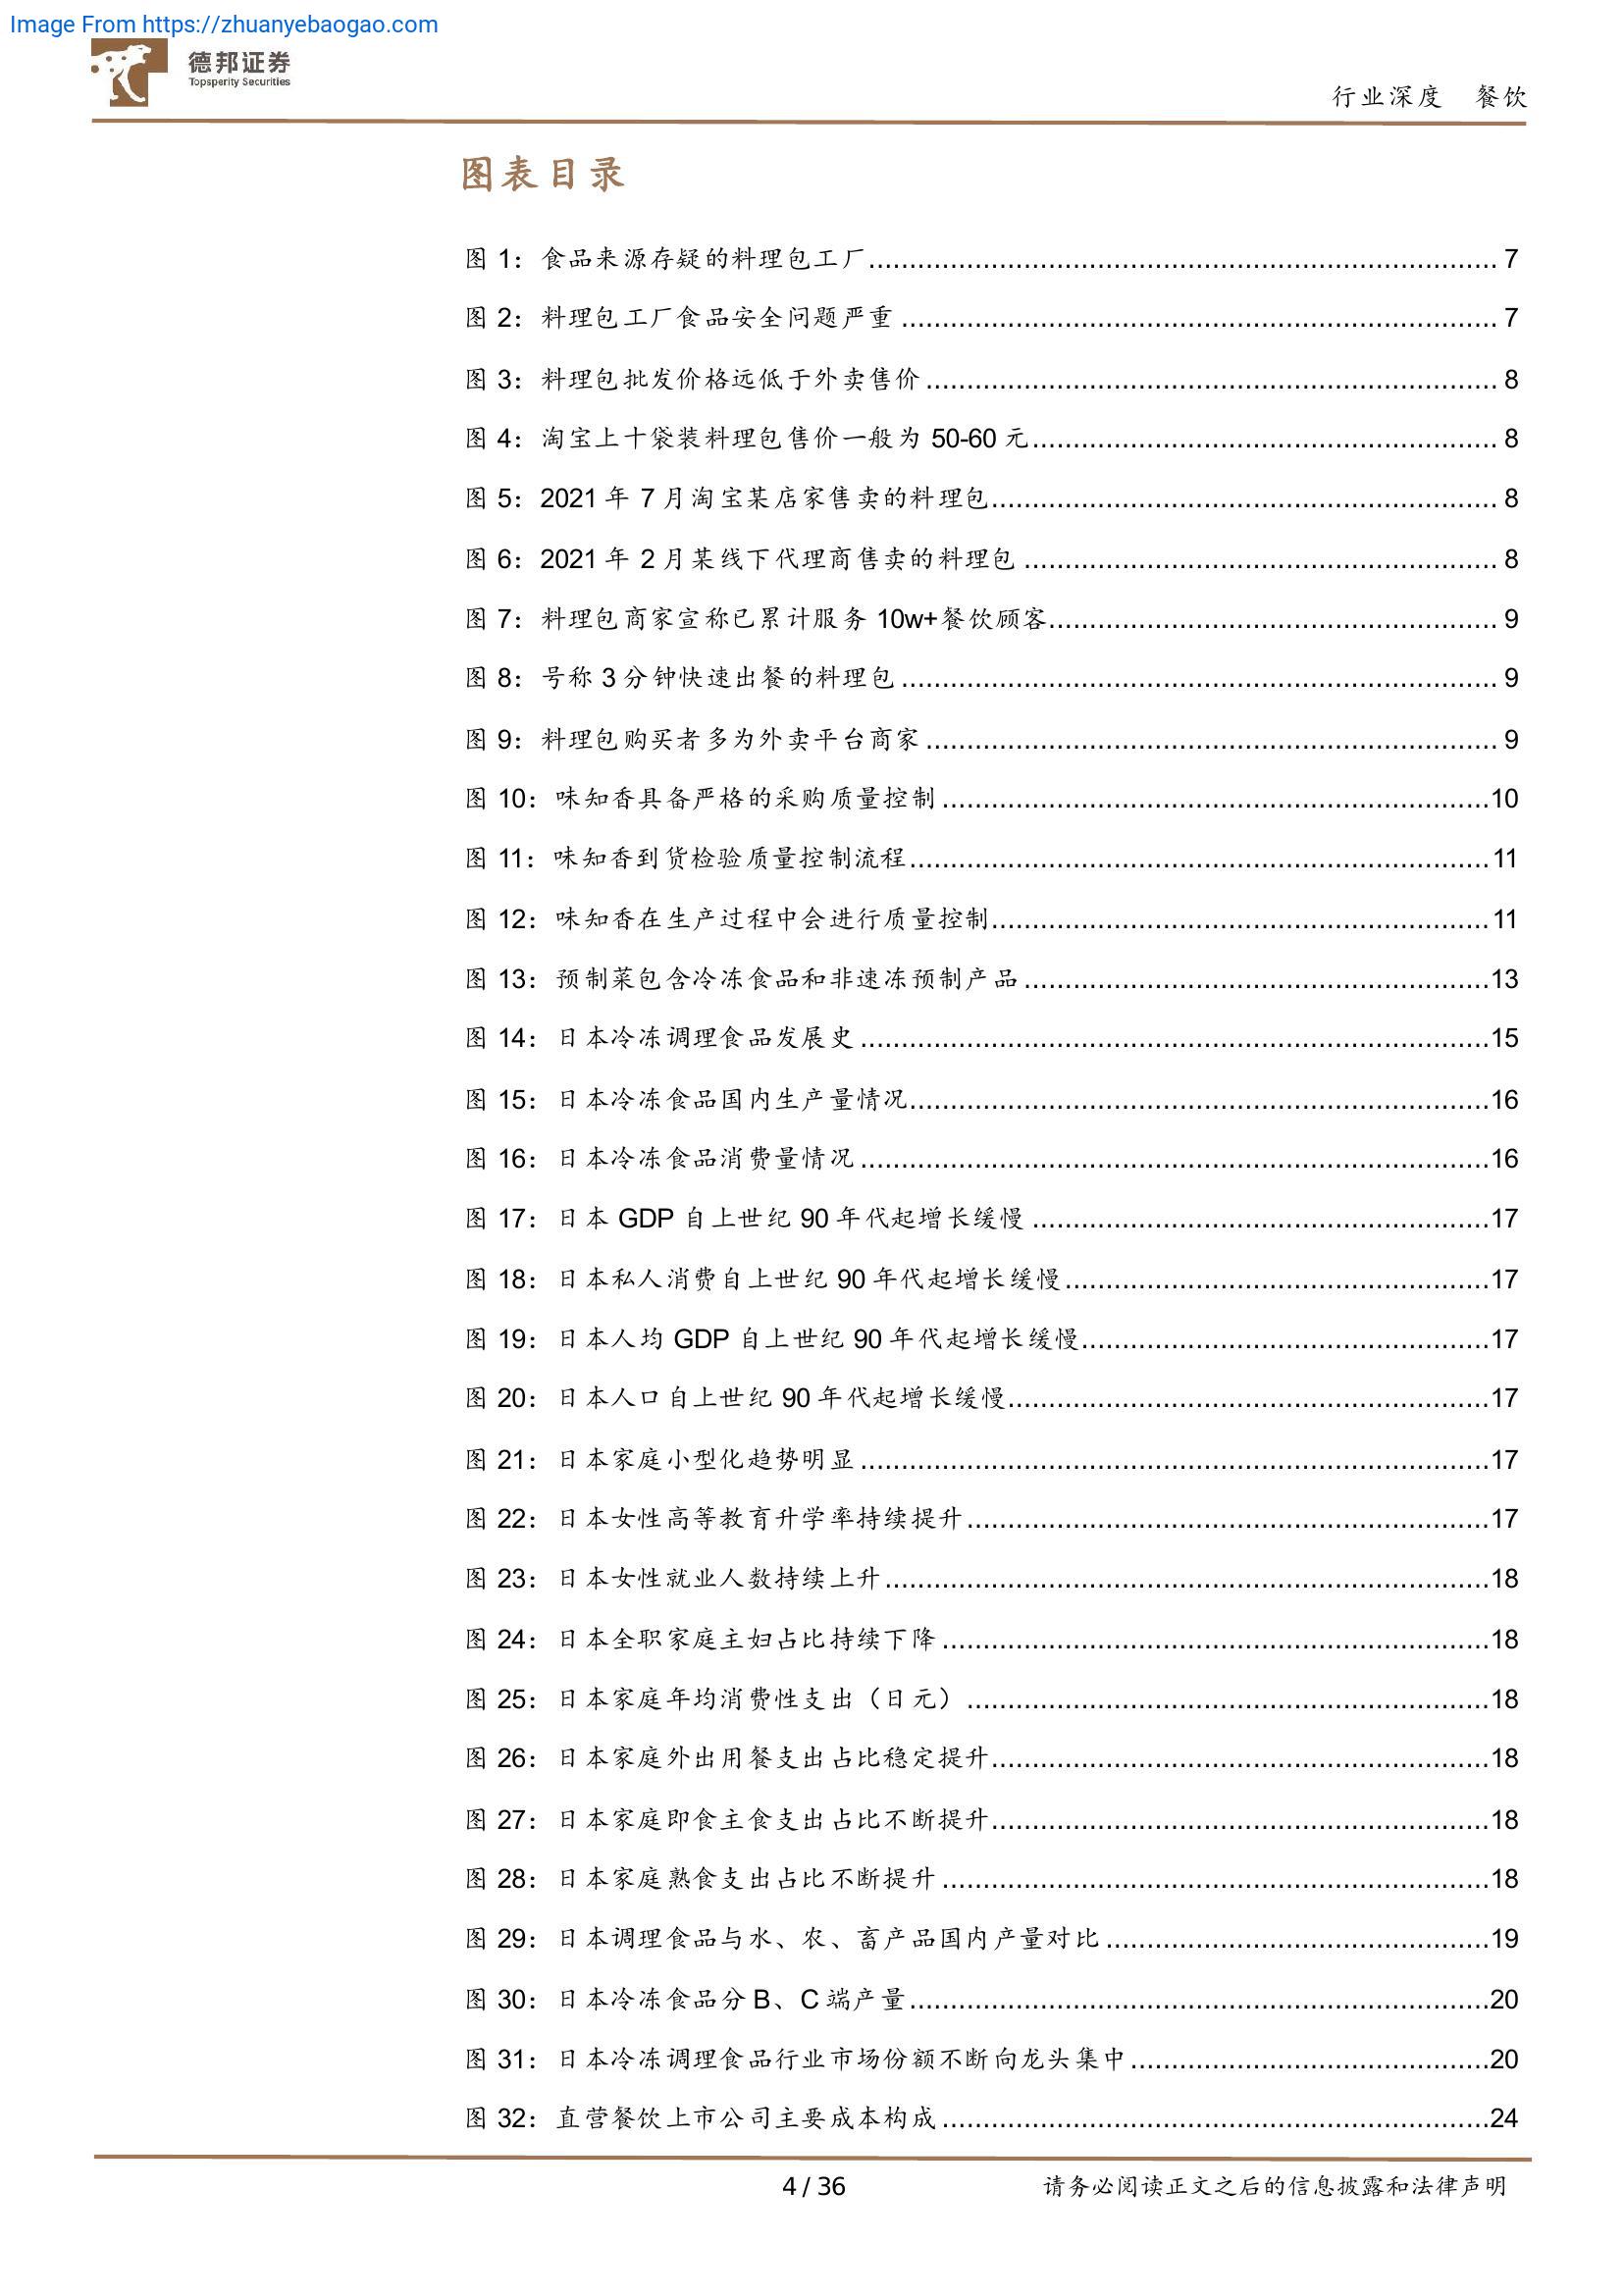 Image From https://zhuanyebaogao.com
德邦证券
Topsperity Securities
行业深度 餐饮
图表目录
图 1：食品来源存疑的料理包工厂 7
图 2：料理包工厂食品安全问题严重 7
图 3：料理包批发价格远低于外卖售价 8
图 4：淘宝上十袋装料理包售价一般为 50-60 元 8
图 5：2021 年 7 月淘宝某店家售卖的料理包 8
图 6：2021 年 2 月某线下代理商售卖的料理包 8
图 7：料理包商家宣称已累计服务 10w+餐饮顾客 9
图 8：号称 3 分钟快速出餐的料理包 9
图 9：料理包购买者多为外卖平台商家 9
图 10：味知香具备严格的采购质量控制 10
图 11：味知香到货检验质量控制流程 11
图 12：味知香在生产过程中会进行质量控制 11
图 13：预制菜包含冷冻食品和非速冻预制产品 13
图 14：日本冷冻调理食品发展史 15
图 15：日本冷冻食品国内生产量情况 16
图 16：日本冷冻食品消费量情况 16
图 17：日本 GDP 自上世纪 90 年代起增长缓慢 17
图 18：日本私人消费自上世纪 90 年代起增长缓慢 17
图 19：日本人均 GDP 自上世纪 90 年代起增长缓慢 17
图 20：日本人口自上世纪 90 年代起增长缓慢 17
图 21：日本家庭小型化趋势明显 17
图 22：日本女性高等教育升学率持续提升 17
图 23：日本女性就业人数持续上升 18
图 24：日本全职家庭主妇占比持续下降 18
图 25：日本家庭年均消费性支出（日元） 18
图 26：日本家庭外出用餐支出占比稳定提升 18
图 27：日本家庭即食主食支出占比不断提升 18
图 28：日本家庭熟食支出占比不断提升 18
图 29：日本调理食品与水、农、畜产品国内产量对比 19
图 30：日本冷冻食品分 B、C 端产量 20
图 31：日本冷冻调理食品行业市场份额不断向龙头集中 20
图 32：直营餐饮上市公司主要成本构成 24
4 / 36 请务必阅读正文之后的信息披露和法律声明